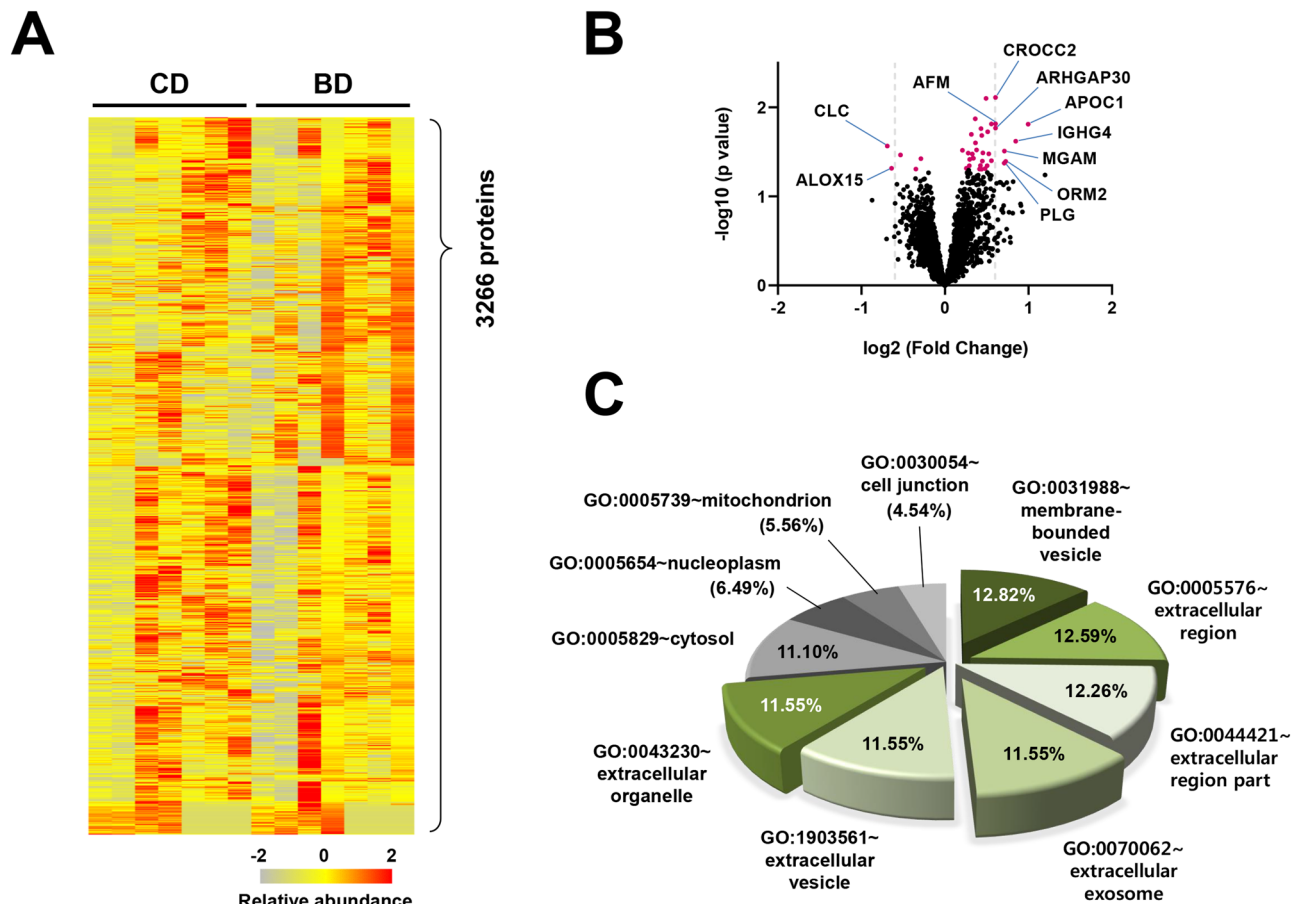 A
CD
BD
3266 proteins
-2
0
2
Relative abundance
B
-log10 (p value)
2
1
0
-2
-1
0
1
2
log2 (Fold Change)
CLC
ALOX15
AFM
CROCC2
ARHGAP30
APOC1
IGHG4
MGAM
ORM2
PLG
C
GO:0030054~
cell junction
(4.54%)
GO:0005739~mitochondrion
(5.56%)
GO:0005654~nucleoplasm
(6.49%)
GO:0005829~cytosol
11.10%
GO:0031988~
membrane-
bounded
vesicle
12.82%
GO:0005576~
extracellular
region
12.59%
12.26%
GO:0044421~
extracellular
region part
11.55%
GO:0070062~
extracellular
exosome
11.55%
GO:1903561~
extracellular
vesicle
11.55%
GO:0043230~
extracellular
organelle